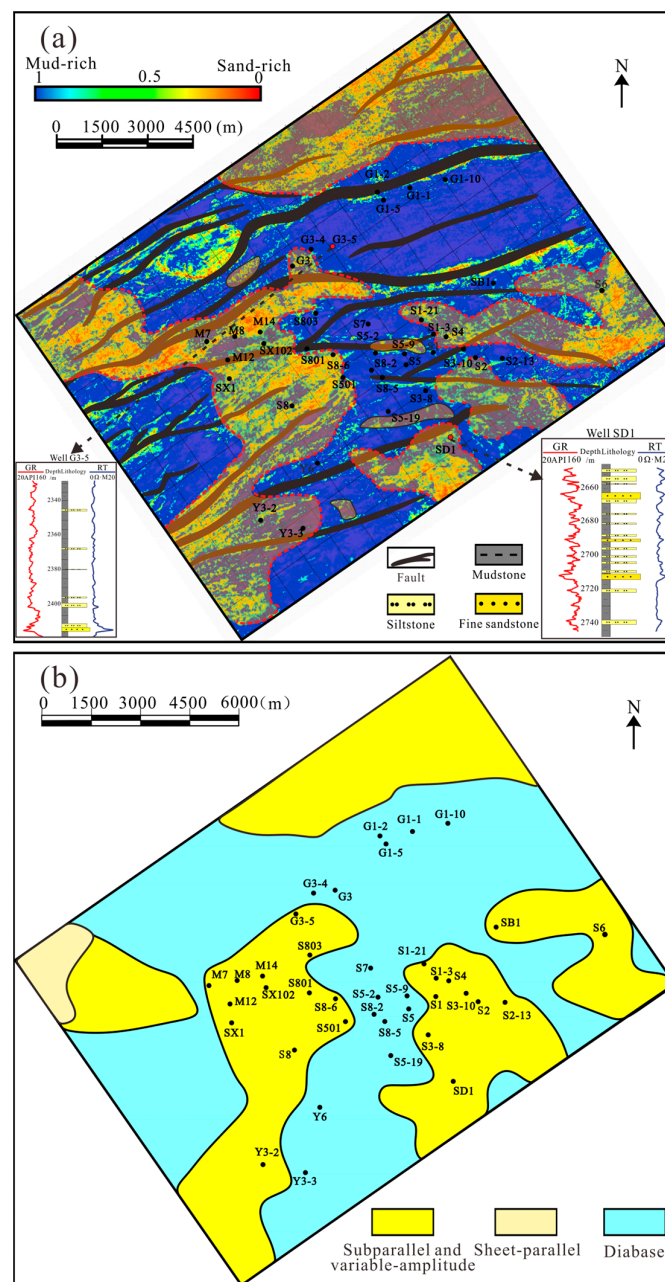 (a)
Mud-rich Sand-rich
1 0.5 0
0 1500 3000 4500 (m)
N
G1-2
G1-10
G1-1
G1-5
G3-4
G3-5
G3
SB1
S6
S803
S1-21
S7
M14
M8
M7
S1-3
S4
S5-2
SX102
S5-9
S801
M12
S8-6
S8-2
S5
S3-10
S2
S2-13
SX1
S501
S8-5
S3-8
S8
S5-19
SD1
Y3-2
Y3-3
Well G3-5
GR Depth Lithology RT
20API160 /m 0Ω·M20
2340
2360
2380
2400
Well SD1
GR Depth Lithology RT
20API160 /m 0Ω·M20
2660
2680
2700
2720
2740
Fault
Mudstone
Siltstone
Fine sandstone
(b)
0 1500 4500 6000(m)
N
G1-10
G1-1
G1-2
G1-5
G3-4
G3
G3-5
SB1
S6
S803
S1-21
S7
M14
M8
M7
S1-3
S4
SX102
S801
S5-2
S5-9
M12
S8-6
S8-2
S1
S3-10
S2
S2-13
S5
SX1
S501
S8-5
S3-8
S8
S5-19
SD1
Y6
Y3-2
Y3-3
Subparallel and
variable-amplitude
Sheet-parallel
Diabase